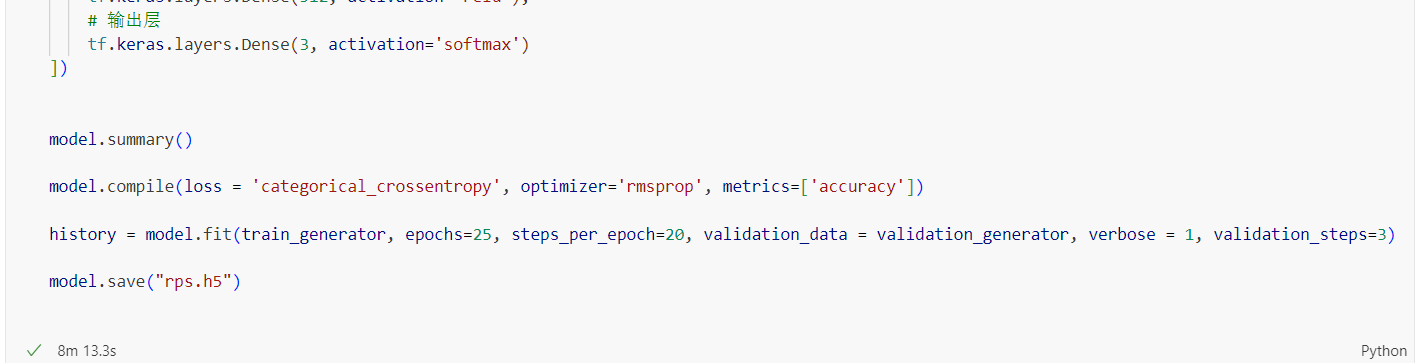 tf.keras.layers.Dense(512, activation='relu'),
# 输出层
tf.keras.layers.Dense(3, activation='softmax')
])
model.summary()
model.compile(loss = 'categorical_crossentropy', optimizer='rmsprop', metrics=['accuracy'])
history = model.fit(train_generator, epochs=25, steps_per_epoch=20, validation_data = validation_generator, verbose = 1, validation_steps=3)
model.save("rps.h5")
8m 13.3s
Python